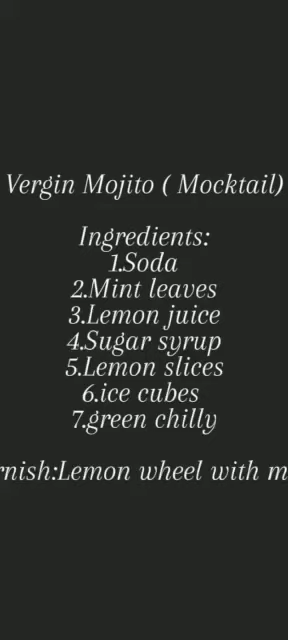 Vergin Mojito ( Mocktail)
Ingredients:
1.Soda
2.Mint leaves
3.Lemon juice
4.Sugar syrup
5.Lemon slices
6.ice cubes
7.green chilly
rnish:Lemon wheel with m